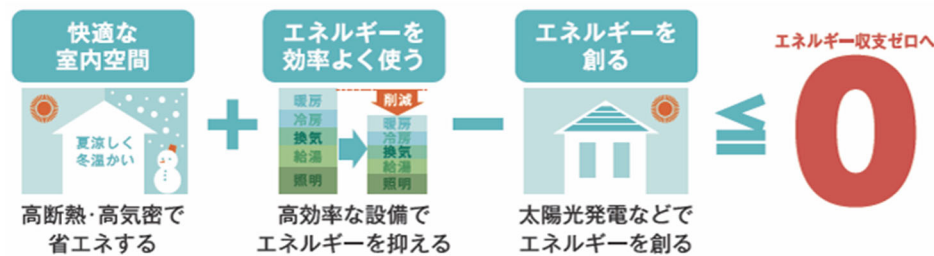 快適な
室内空間
夏涼しく
冬温かい
高断熱・高気密で
省エネする
+
エネルギーを
効率よく使う
暖房
冷房
換気
給湯
照明
削減
暖房
冷房
換気
給湯
照明
高効率な設備で
エネルギーを抑える
−
エネルギーを
創る
太陽光発電などで
エネルギーを創る
≦
エネルギー収支ゼロへ
0